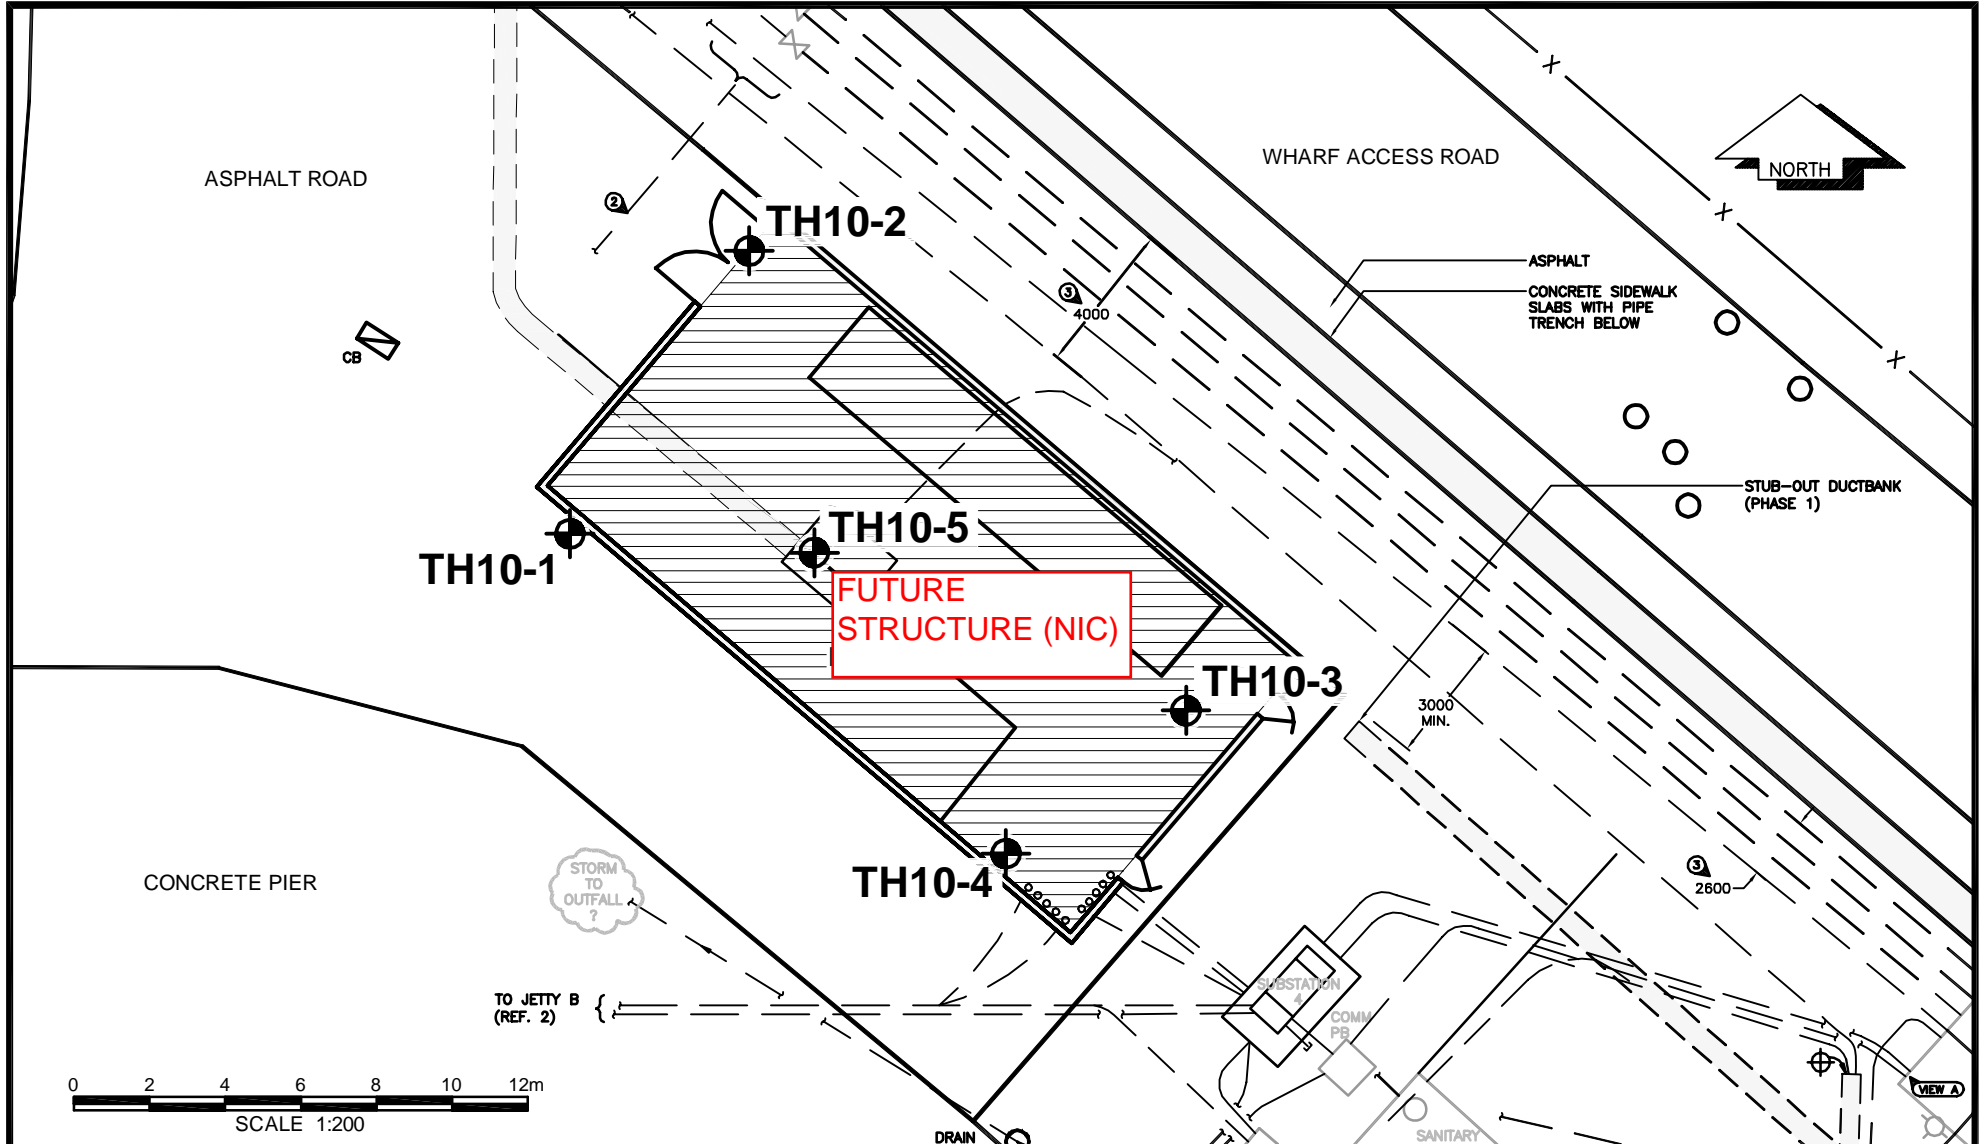 ASPHALT ROAD
WHARF ACCESS ROAD
NORTH
2
TH10-2
ASPHALT
CONCRETE SIDEWALK
SLABS WITH PIPE
TRENCH BELOW
3
4000
CB
STUB-OUT DUCTBANK
(PHASE 1)
TH10-5
TH10-1
FUTURE
STRUCTURE (NIC)
TH10-3
3000
MIN.
TH10-4
CONCRETE PIER
STORM
TO
OUTFALL
?
3
2600
TO JETTY B
(REF. 2)
SUBSTATION
4
COMM
PB
VIEW A
0 2 4 6 8 10 12m
SCALE 1:200
DRAIN
SANITARY